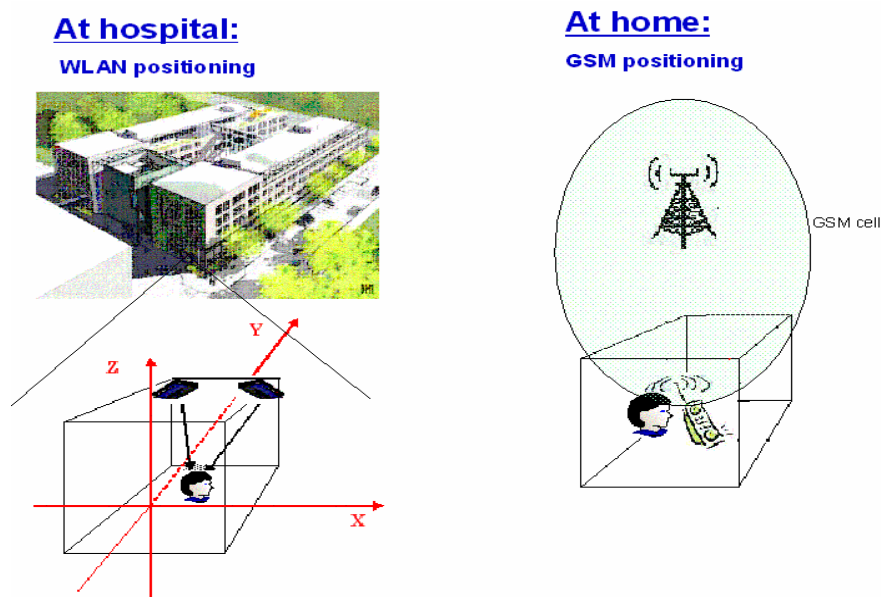 At hospital:
WLAN positioning
At home:
GSM positioning
GSM cell
Y
Z
X